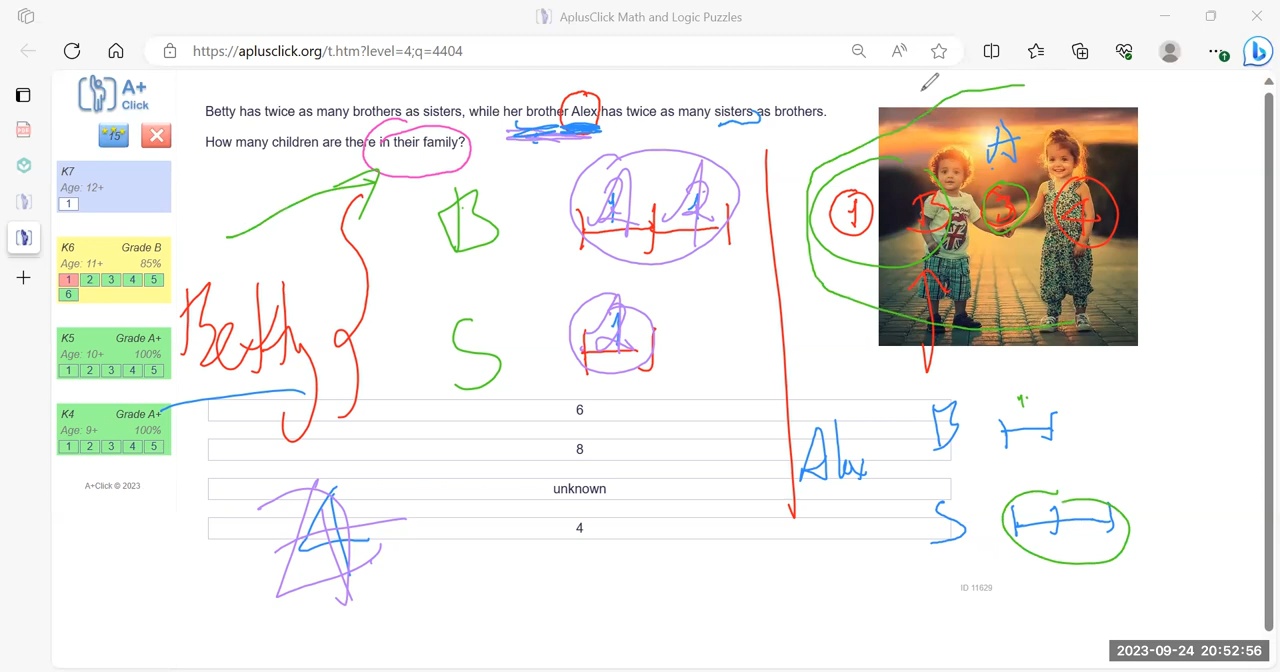 AplusClick Math and Logic Puzzles
https://aplusclick.org/t.htm?level=4;q=4404
A+
Click
15
Betty has twice as many brothers as sisters, while her brother Alex has twice as many sisters as brothers.
How many children are there in their family?
K7
Age: 12+
1
K6 Grade B
Age: 11+ 85%
1 2 3 4 5
6
K5 Grade A+
Age: 10+ 100%
1 2 3 4 5
K4 Grade A+
Age: 9+ 100%
1 2 3 4 5
A+Click © 2023
B
S
A
1
B
3
4
6
8
unknown
4
Alex
B
S
ID 11629
2023-09-24 20:52:56